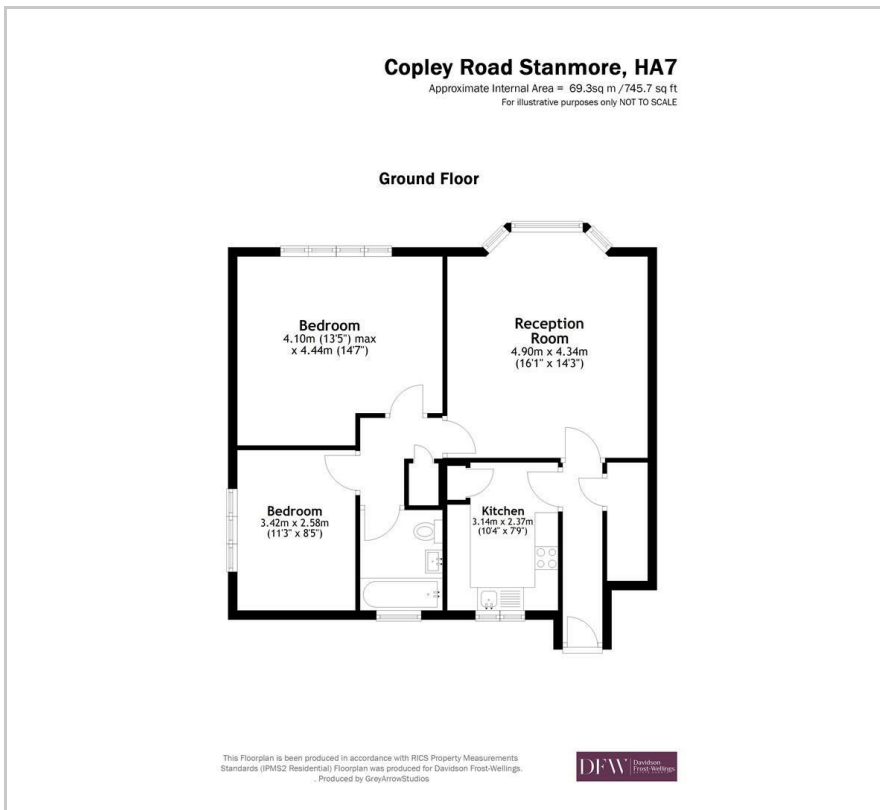 Copley Road Stanmore, HA7
Approximate Internal Area = 69.3sq m /745.7 sq ft
For illustrative purposes only NOT TO SCALE
Ground Floor
Bedroom
4.10m (13'5") max
x 4.44m (14'7")
Reception
Room
4.90m x 4.34m
(16'1" x 14'3")
Bedroom
3.42m x 2.58m
(11'3" x 8'5")
Kitchen
3.14m x 2.37m
(10'4" x 7'9")
This Floorplan is been produced in accordance with RICS Property Measurements
Standards (IPMS2 Residential) Floorplan was produced for Davidson Frost-Wellings.
. Produced by GreyArrowStudios
DFW
Davidson
Frost-Wellings